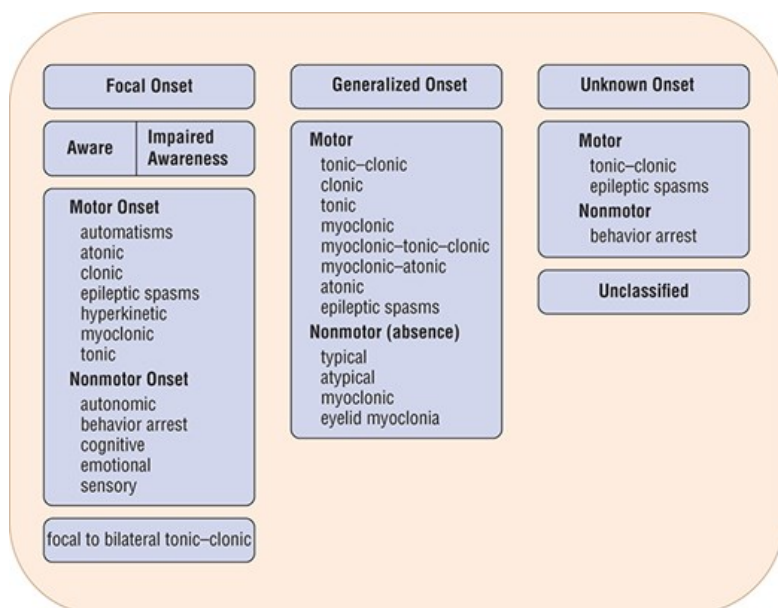 Focal Onset
Aware
Impaired
Awareness
Motor Onset
automatisms
atonic
clonic
epileptic spasms
hyperkinetic
myoclonic
tonic
Nonmotor Onset
autonomic
behavior arrest
cognitive
emotional
sensory
focal to bilateral tonic–clonic
Generalized Onset
Motor
tonic–clonic
clonic
tonic
myoclonic
myoclonic–tonic–clonic
myoclonic–atonic
atonic
epileptic spasms
Nonmotor (absence)
typical
atypical
myoclonic
eyelid myoclonia
Unknown Onset
Motor
tonic–clonic
epileptic spasms
Nonmotor
behavior arrest
Unclassified